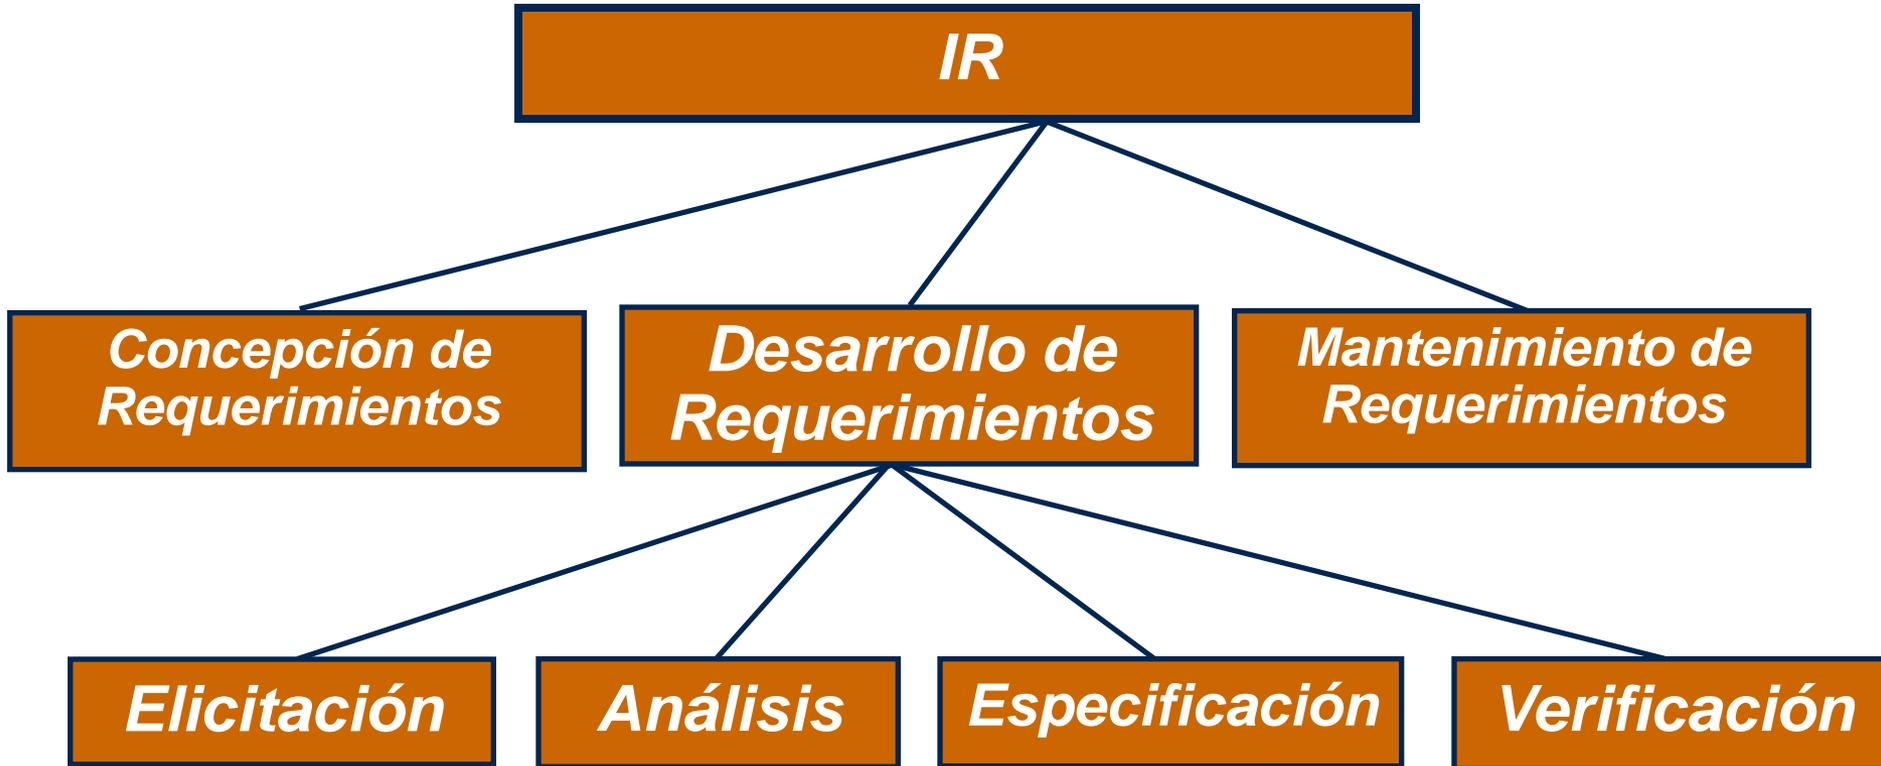 IR
Concepción de
Requerimientos
Desarrollo de
Requerimientos
Mantenimiento de
Requerimientos
Elicitación
Análisis
Especificación
Verificación